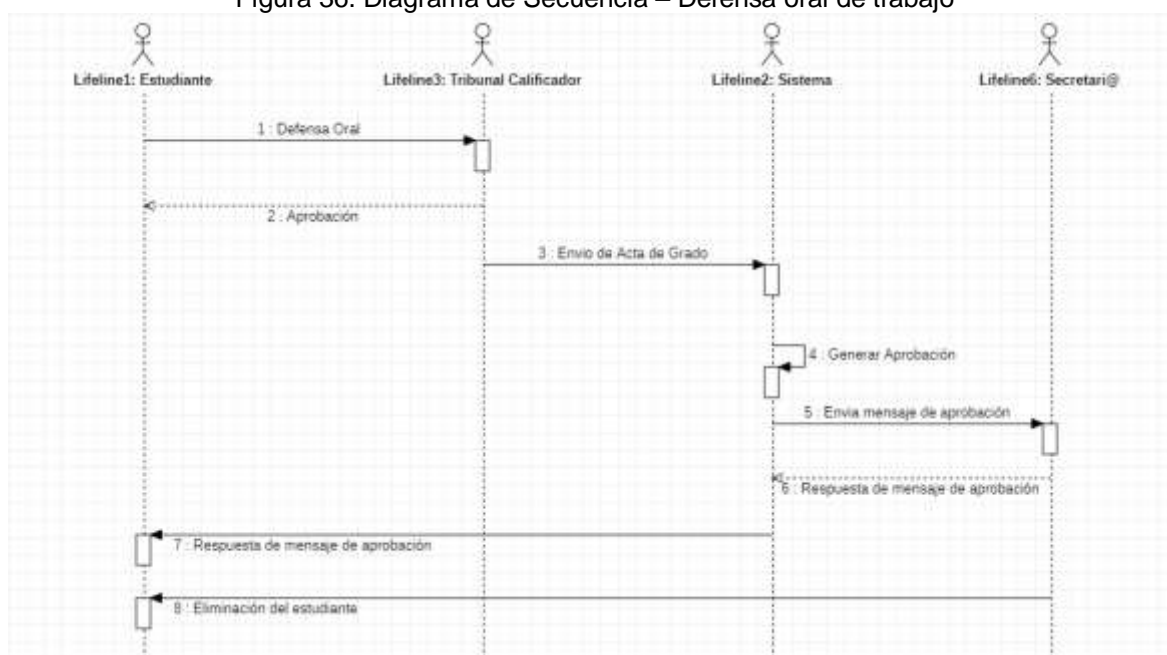 Figura 36. Diagrama de Secuencia – Defensa oral de trabajo
Lifeline1: Estudiante
Lifeline3: Tribunal Calificador
Lifeline2: Sistema
Lifeline6: Secretari@
1 : Defensa Oral
2 : Aprobación
3 : Envio de Acta de Grado
4 : Generar Aprobación
5 : Envia mensaje de aprobación
6 : Respuesta de mensaje de aprobación
7 : Respuesta de mensaje de aprobación
8 : Eliminación del estudiante